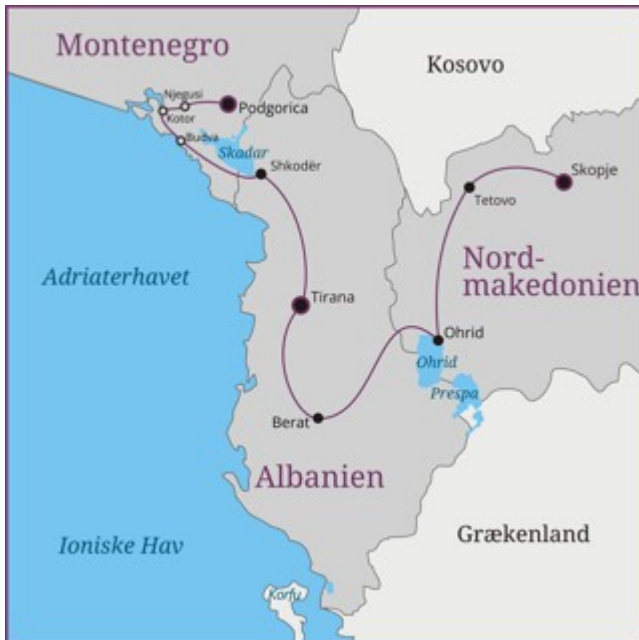 Montenegro
Kosovo
Njegusi
Podgorica
Kotor
Budva
Skadar
Shkodër
Skopje
Tetovo
Nord-
makedonien
Adriaterhavet
Tirana
Ohrid
Ohrid
Prespa
Berat
Albanien
Grækenland
Ioniske Hav
Korfu